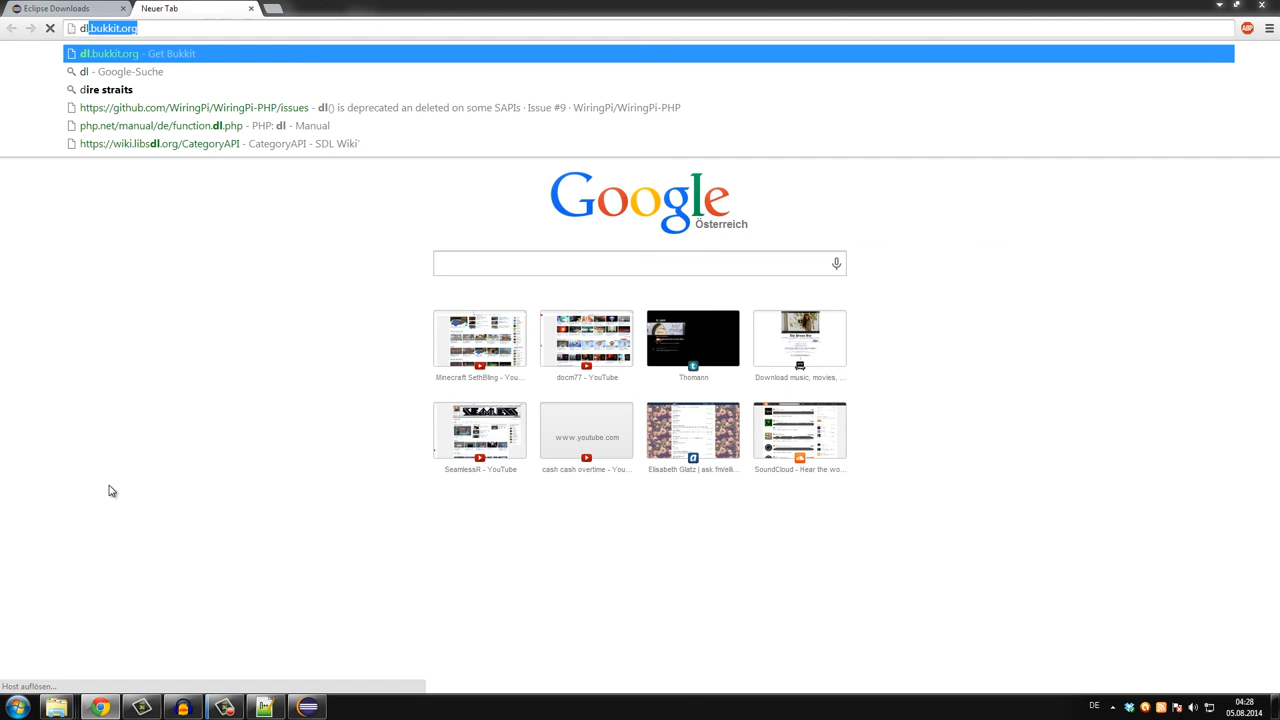 Eclipse Downloads
Neuer Tab
dl.bukkit.org
ABP
dl.bukkit.org - Get Bukkit
dl - Google-Suche
dire straits
https://github.com/WiringPi/WiringPi-PHP/issues - dl() is deprecated an deleted on some SAPIs · Issue #9 · WiringPi/WiringPi-PHP
php.net/manual/de/function.dl.php - PHP: dl - Manual
https://wiki.libsdl.org/CategoryAPI - CategoryAPI - SDL Wiki`
Google
Österreich
Minecraft SethBling - You...
docm77 - YouTube
Thomann
Download music, movies, ...
SEAMLESS
www.youtube.com
SeamlessR - YouTube
cash cash overtime - You...
Elisabeth Glatz | ask.fm/elli...
SoundCloud - Hear the wo...
Host auflösen...
DE
04:28
05.08.2014